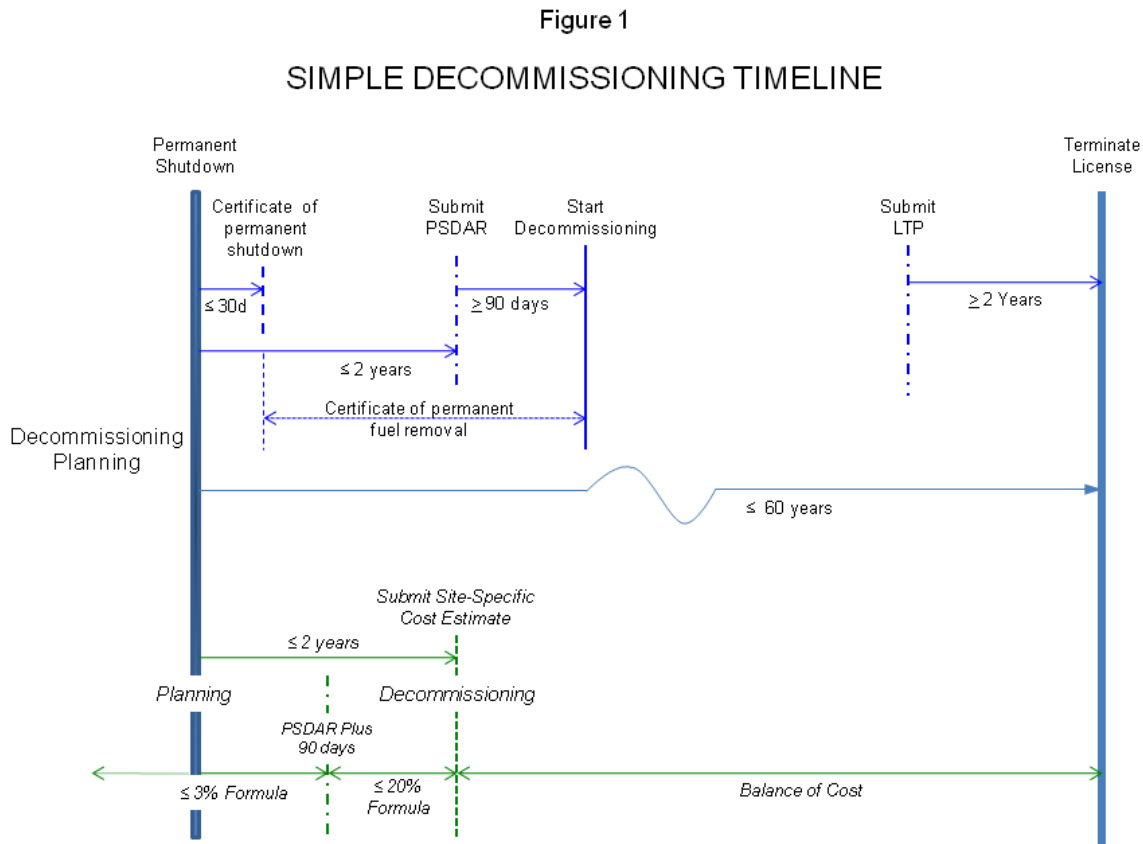 Figure 1
SIMPLE DECOMMISSIONING TIMELINE
Permanent
Shutdown
Terminate
License
Certificate of
permanent
shutdown
Submit
PSDAR
Start
Decommissioning
Submit
LTP
≤ 30d
≥ 90 days
≥ 2 Years
≤ 2 years
Certificate of permanent
fuel removal
Decommissioning
Planning
≤ 60 years
Submit Site-Specific
Cost Estimate
≤ 2 years
Planning
Decommissioning
PSDAR Plus
90 days
≤ 3% Formula
≤ 20%
Formula
Balance of Cost